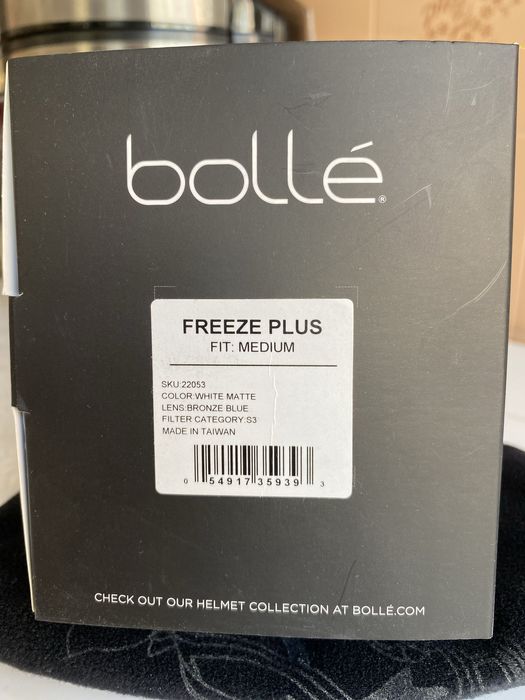 bollé®
FREEZE PLUS
FIT: MEDIUM
SKU:22053
COLOR:WHITE MATTE
LENS:BRONZE BLUE
FILTER CATEGORY:S3
MADE IN TAIWAN
0 54917 35939 3
CHECK OUT OUR HELMET COLLECTION AT BOLLÉ.COM